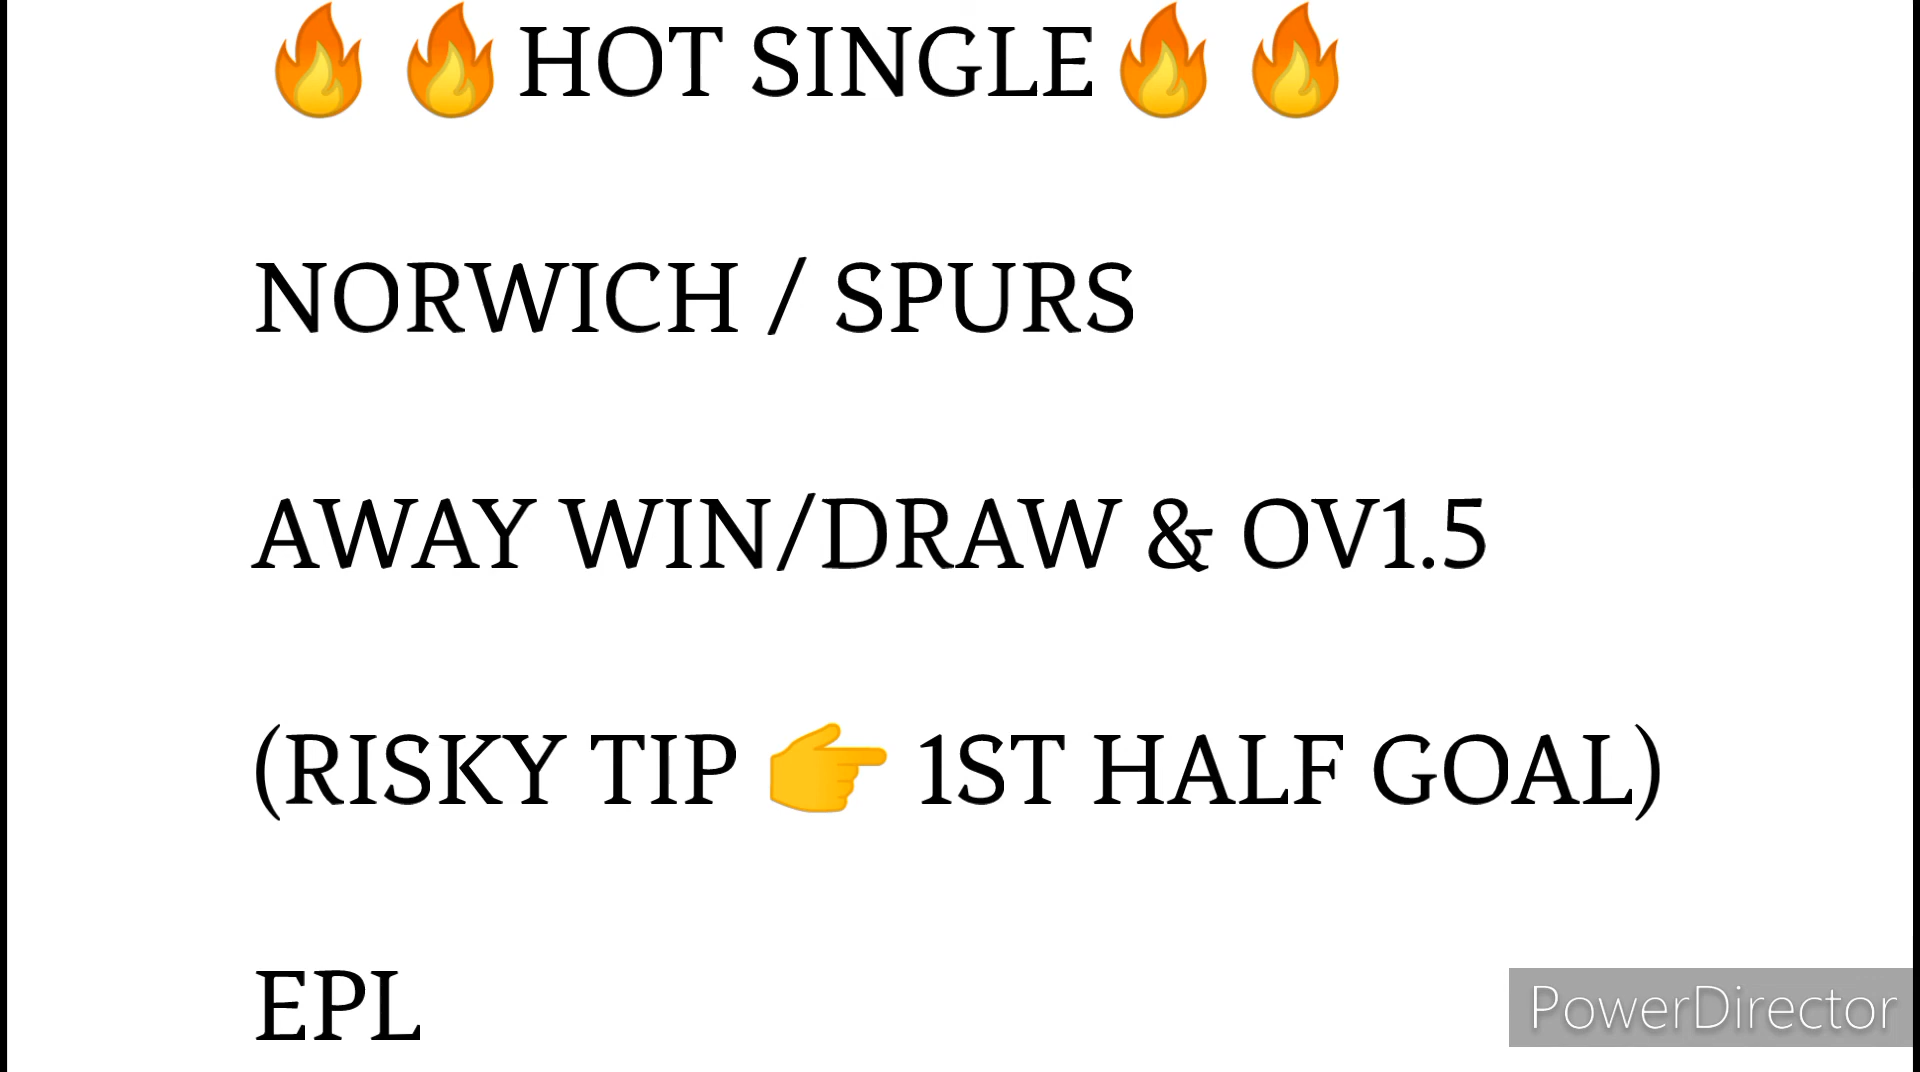 🔥🔥HOT SINGLE🔥🔥
NORWICH / SPURS
AWAY WIN/DRAW & OV1.5
(RISKY TIP 👉 1ST HALF GOAL)
EPL
PowerDirector